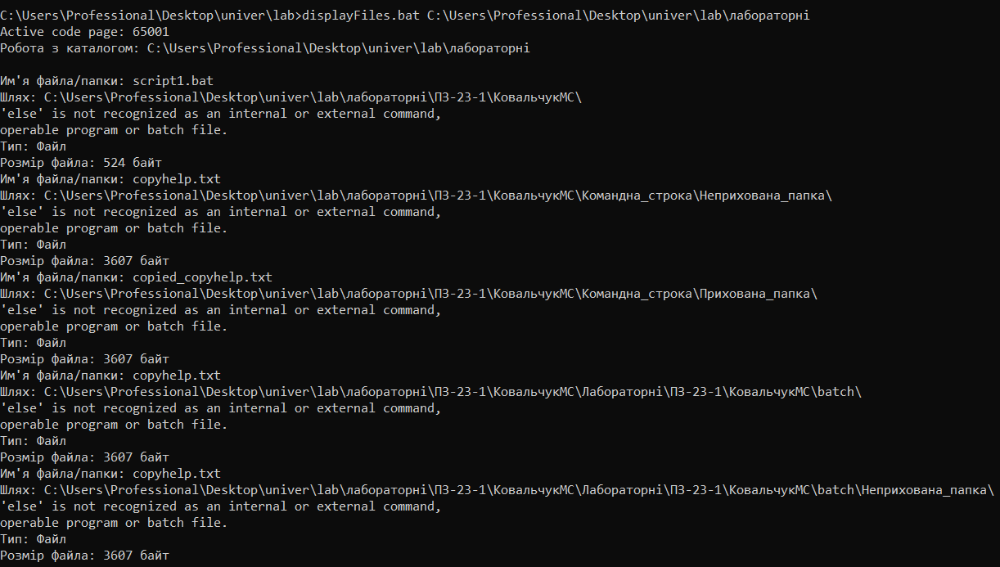 C:\Users\Professional\Desktop\univer\lab>displayFiles.bat C:\Users\Professional\Desktop\univer\lab\лабораторні
Active code page: 65001
Робота з каталогом: C:\Users\Professional\Desktop\univer\lab\лабораторні
Им'я файла/папки: script1.bat
Шлях: C:\Users\Professional\Desktop\univer\lab\лабораторні\ПЗ-23-1\КовальчукМС\
'else' is not recognized as an internal or external command,
operable program or batch file.
Тип: Файл
Розмір файла: 524 байт
Им'я файла/папки: copyhelp.txt
Шлях: C:\Users\Professional\Desktop\univer\lab\лабораторні\ПЗ-23-1\КовальчукМС\Командна_строка\Неприхована_папка\
'else' is not recognized as an internal or external command,
operable program or batch file.
Тип: Файл
Розмір файла: 3607 байт
Им'я файла/папки: copied_copyhelp.txt
Шлях: C:\Users\Professional\Desktop\univer\lab\лабораторні\ПЗ-23-1\КовальчукМС\Командна_строка\Прихована_папка\
'else' is not recognized as an internal or external command,
operable program or batch file.
Тип: Файл
Розмір файла: 3607 байт
Им'я файла/папки: copyhelp.txt
Шлях: C:\Users\Professional\Desktop\univer\lab\лабораторні\ПЗ-23-1\КовальчукМС\Лабораторні\ПЗ-23-1\КовальчукМС\batch\
'else' is not recognized as an internal or external command,
operable program or batch file.
Тип: Файл
Розмір файла: 3607 байт
Им'я файла/папки: copyhelp.txt
Шлях: C:\Users\Professional\Desktop\univer\lab\лабораторні\ПЗ-23-1\КовальчукМС\Лабораторні\ПЗ-23-1\КовальчукМС\batch\Неприхована_папка\
'else' is not recognized as an internal or external command,
operable program or batch file.
Тип: Файл
Розмір файла: 3607 байт